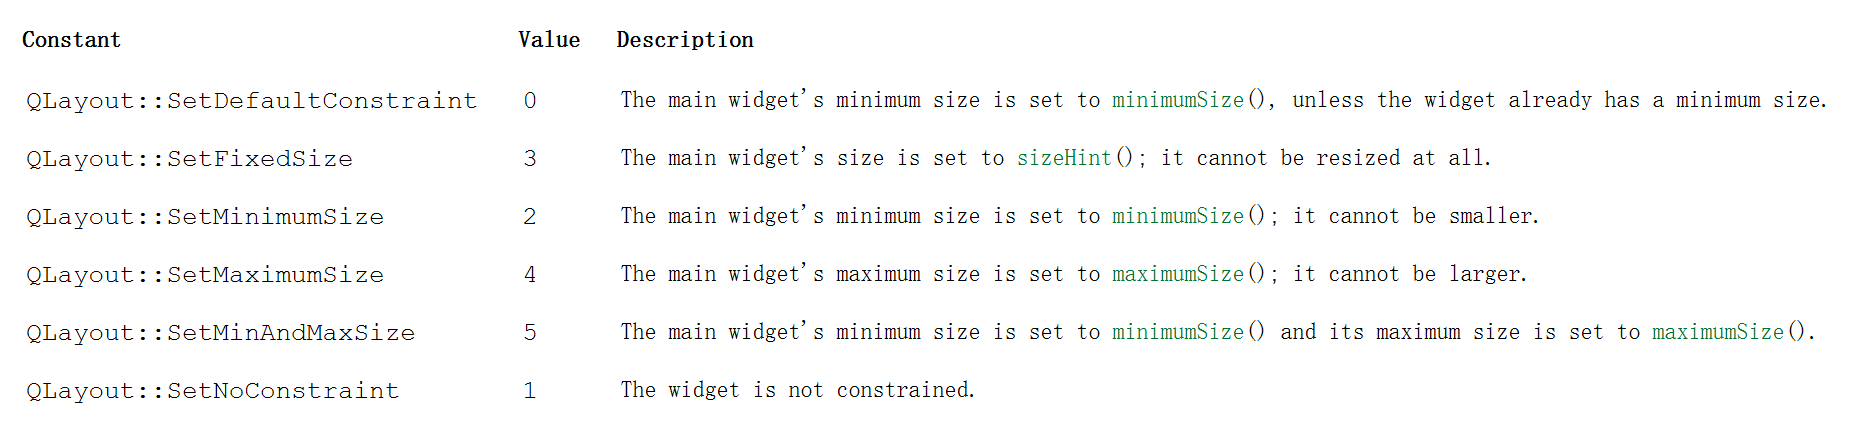 Constant Value Description
QLayout::SetDefaultConstraint 0 The main widget's minimum size is set to minimumSize(), unless the widget already has a minimum size.
QLayout::SetFixedSize 3 The main widget's size is set to sizeHint(); it cannot be resized at all.
QLayout::SetMinimumSize 2 The main widget's minimum size is set to minimumSize(); it cannot be smaller.
QLayout::SetMaximumSize 4 The main widget's maximum size is set to maximumSize(); it cannot be larger.
QLayout::SetMinAndMaxSize 5 The main widget's minimum size is set to minimumSize() and its maximum size is set to maximumSize().
QLayout::SetNoConstraint 1 The widget is not constrained.